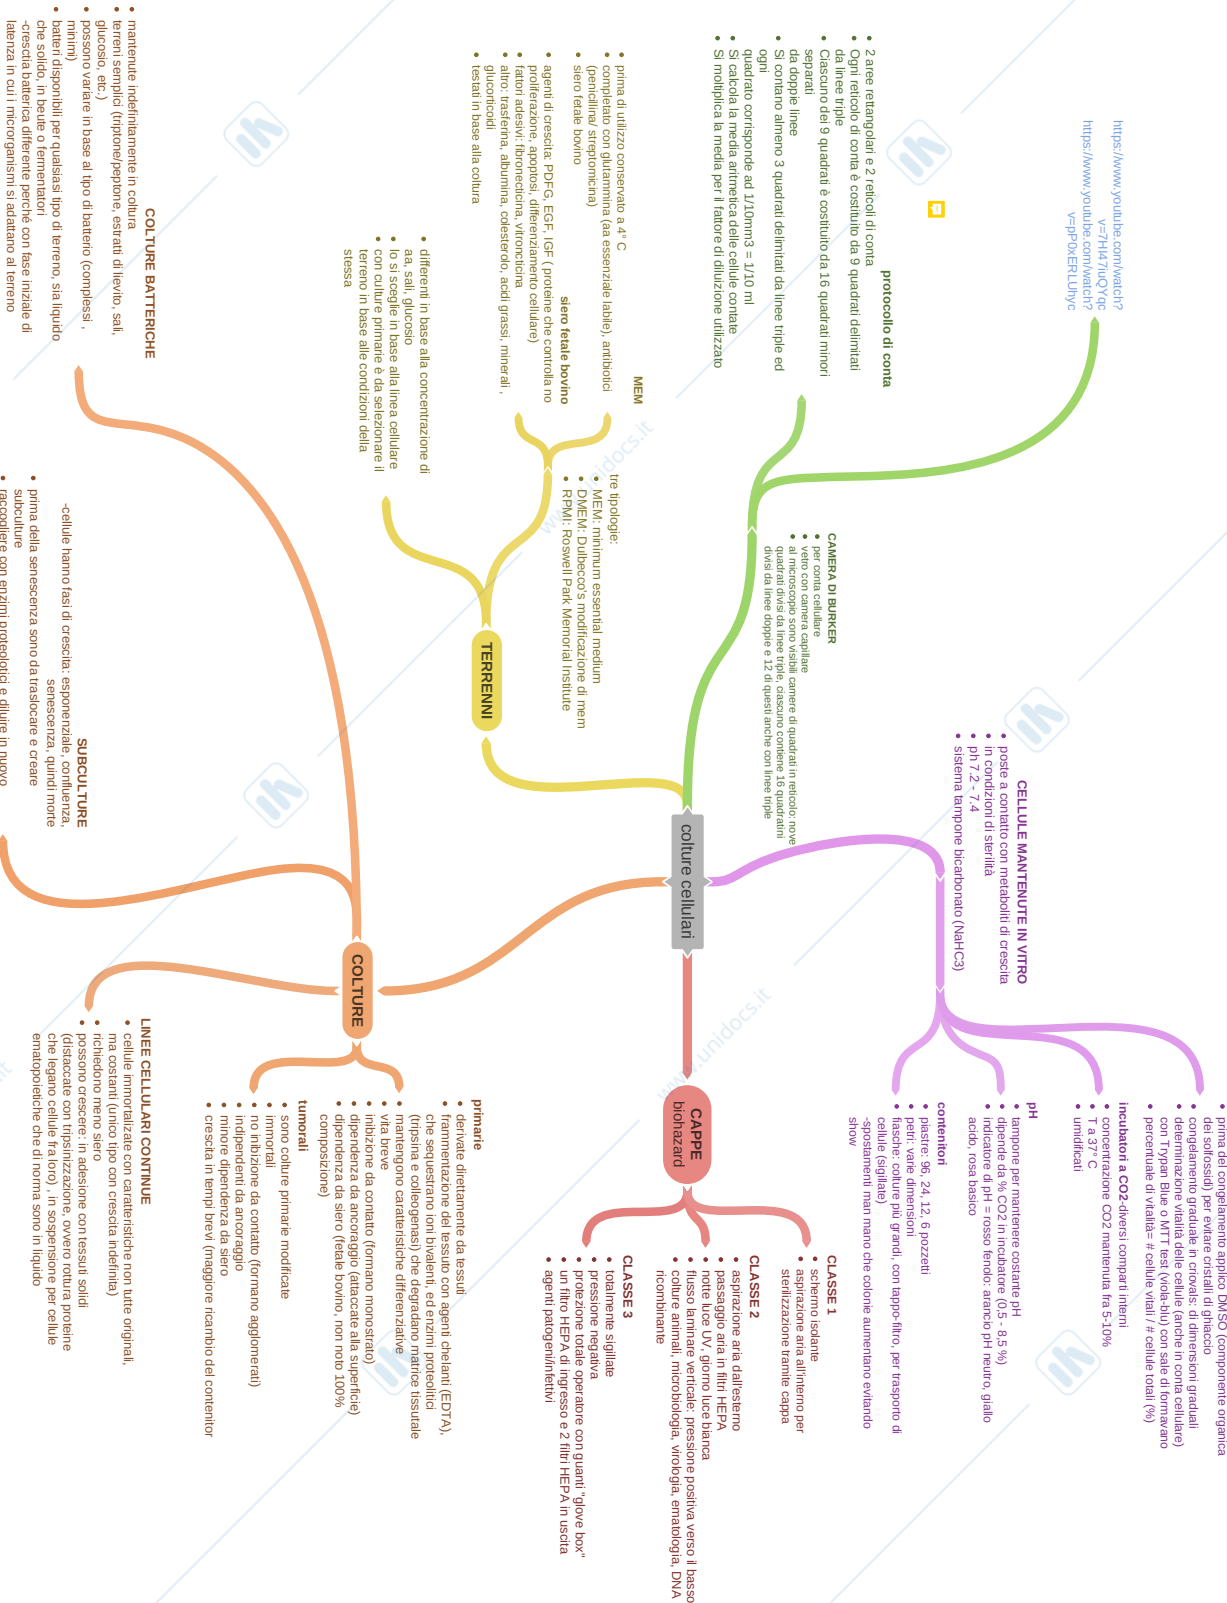 https://www.youtube.com/watch?
v=7HI47iuQYqc
https://www.youtube.com/watch?
v=pP0xERLUhyc
protocollo di conta
• 2 aree rettangolari e 2 reticoli di conta
• Ogni reticolo di conta è costituito da 9 quadrati delimitati
da linee triple
• Ciascuno dei 9 quadrati è costituito da 16 quadrati minori
separati
da doppie linee
• Si contano almeno 3 quadrati delimitati da linee triple ed
ogni
quadrato corrisponde ad 1/10mm3 = 1/10 ml
• Si calcola la media aritmetica delle cellule contate
• Si moltiplica la media per il fattore di diluizione utilizzato
CAMERA DI BURKER
• per conta cellulare
• vetro con camera capillare
• al microscopio sono visibili camere di quadrati in reticolo: nove
quadrati divisi da linee triple, ciascuno contiene 16 quadratini
divisi da linee doppie e 12 di questi anche con linee triple
MEM
• prima di utilizzo conservato a 4° C
• completato con glutammina (aa essenziale labile), antibiotici
(penicillina/ streptomicina)
• siero fetale bovino
siero fetale bovino
• agenti di crescita: PDFG, EGF, IGF ( proteine che controlla no
proliferazione, apoptosi, differenziamento cellulare)
• fattori adesivi: fibronecticina, vitroncticina
• altro: trasferina, albumina, colesterolo, acidi grassi, minerali ,
glucorticoidi
• testati in base alla coltura
tre tipologie:
• MEM: minimum essential medium
• DMEM: Dulbecco's modificazione di mem
• RPMI: Roswell Park Memorial Institute
• differenti in base alla concentrazione di
aa, sali, glucosio
• lo si sceglie in base alla linea cellulare
• con culture primarie è da selezionare il
terreno in base alle condizioni della
stessa
TERRENNI
COLTURE BATTERICHE
• mantenute indefinitamente in coltura
• terreni semplici (triptone/peptone, estratti di lievito, sali,
glucosio, etc.)
• possono variare in base al tipo di batterio (complessi ,
minimi)
• batteri disponibili per qualsiasi tipo di terreno, sia liquido
che solido, in beute o fermentatori
-cresctià batterica differente perché con fase iniziale di
latenza in cui i microrganismi si adattano al terreno
SUBCULTURE
-cellule hanno fasi di crescita: esponenziale, confluenza,
senescenza, quindi morte
• prima della senescenza sono da traslocare e creare
subculture
• raccogliere con enzimi proteolotici e diluire in nuovo
colture cellulari
CELLULE MANTENUTE IN VITRO
• poste a contatto con metaboliti di crescita
• in condizioni di sterilità
• ph 7.2 - 7.4
• sistema tampone bicarbonato (NaHC3)
• prima del congelamento applico DMSO (componente organica
dei solfossidi) per evitare cristalli di ghiaccio
• congelamento graduale in criovals: di dimensioni graduali
• determinazione vitalità delle cellule (anche in conta cellulare)
con Trypan Blue o MTT test (viola-blu) con sale di formavano
• percentuale di vitalità= # cellule vitali / # cellule totali (%)
incubatori a CO2-diversi comparti interni
• concentrazione CO2 mantenuta fra 5-10%
• T a 37° C
• umidificati
pH
• tampone per mantenere costante pH
• dipende da % CO2 in incubatore (0,5 - 8,5 %)
• indicatore di pH = rosso fenolo: arancio pH neutro, giallo
acido, rosa basico
contenitori
• piastre: 96, 24, 12, 6 pozzetti
• petri: varie dimensioni
• fiasche: colture più grandi, con tappo-filtro, per trasporto di
cellule (sigillate)
-spostamenti man mano che colonie aumentano evitando
show
CAPPE
biohazard
CLASSE 1
• schermo isolante
• aspirazione aria all'interno per
sterilizzazione tramite cappa
CLASSE 2
• aspirazione aria dall'esterno
• passaggio aria in filtri HEPA
• notte luce UV, giorno luce bianca
• flusso laminare verticale: pressione positiva verso il basso
• colture animali, microbiologia, virologia, ematologia, DNA
ricombinante
CLASSE 3
• totalmente sigillate
• pressione negativa
• protezione totale operatore con guanti "glove box"
• un filtro HEPA di ingresso e 2 filtri HEPA in uscita
• agenti patogeni/infettivi
COLTURE
primarie
• derivate direttamente da tessuti
• frammentazione del tessuto con agenti chelanti (EDTA),
che sequestrano ioni bivalenti, ed enzimi proteolitici
(tripsina e colleogenasi) che degradano matrice tissutale
• mantengono caratteristiche differenziative
• vita breve
• inibizione da contatto (formano monostrato)
• dipendenza da ancoraggio (attaccate alla superficie)
• dipendenza da siero (fetale bovino, non noto 100%
composizione)
tumorali
• sono colture primarie modificate
• immortali
• no inibizione da contatto (formano agglomerati)
• indipendenti da ancoraggio
• minore dipendenza da siero
• crescita in tempi brevi (maggiore ricambio del contenitor
LINEE CELLULARI CONTINUE
• cellule immortalizzate con caratteristiche non tutte originali,
ma costanti (unico tipo con crescita indefinita)
• richiedono meno siero
• possono crescere: in adesione con tessuti solidi
(distaccate con tripsinizzazione, ovvero rottura proteine
che legano cellule fra loro) , in sospensione per cellule
ematopoietiche che di norma sono in liquido
www.unidocs.it
www.unidocs.it